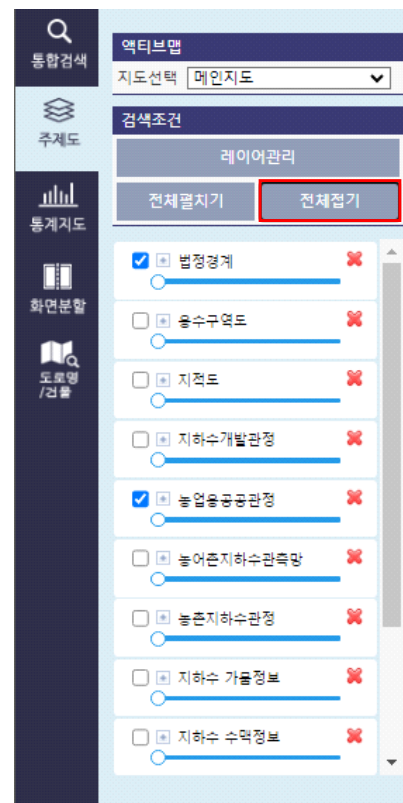 통합검색
주제도
통계지도
화면분할
도로명
/건물
액티브맵
지도선택 메인지도
검색조건
레이어관리
전체펼치기 전체접기
법정경계
용수구역도
지적도
지하수개발관정
농업용공공관정
농어촌지하수관측망
농촌지하수관정
지하수 가뭄정보
지하수 수맥정보